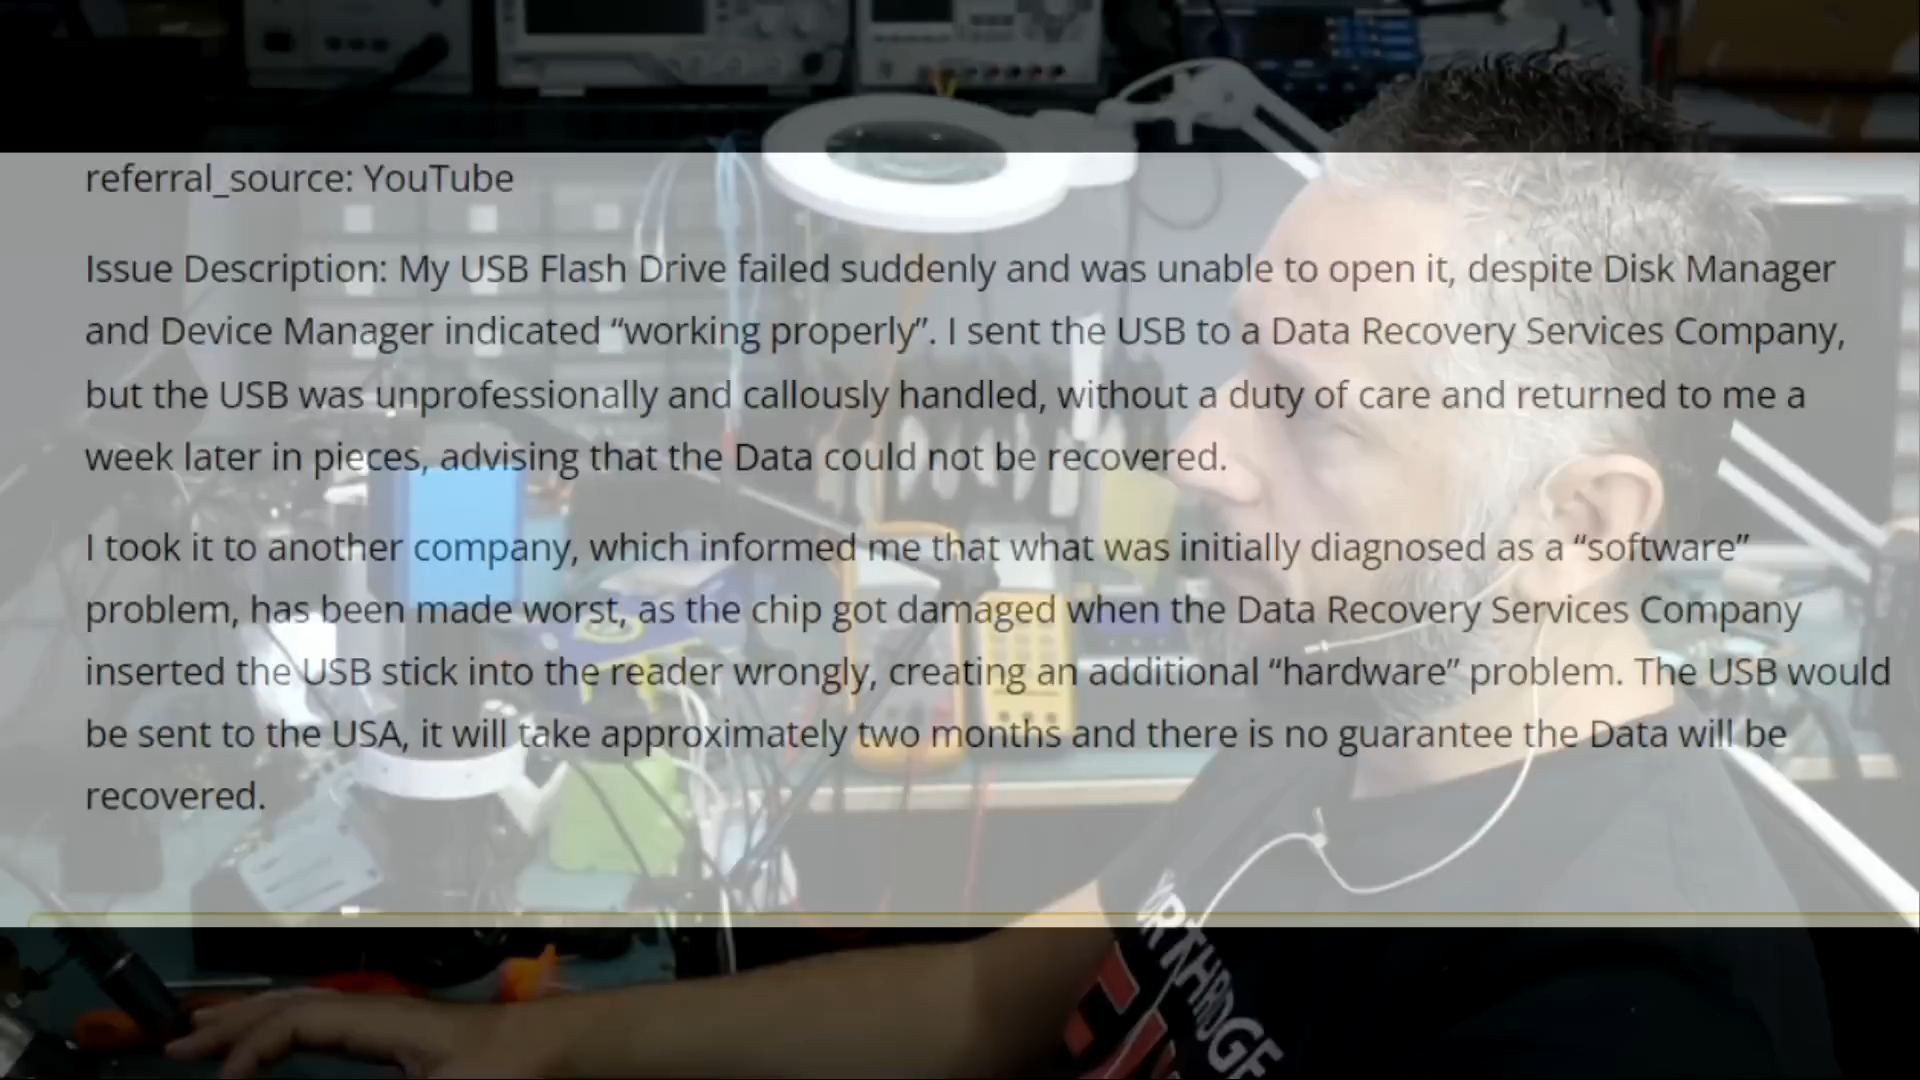 referral_source: YouTube
Issue Description: My USB Flash Drive failed suddenly and was unable to open it, despite Disk Manager
and Device Manager indicated “working properly”. I sent the USB to a Data Recovery Services Company,
but the USB was unprofessionally and callously handled, without a duty of care and returned to me a
week later in pieces, advising that the Data could not be recovered.
I took it to another company, which informed me that what was initially diagnosed as a “software”
problem, has been made worst, as the chip got damaged when the Data Recovery Services Company
inserted the USB stick into the reader wrongly, creating an additional “hardware” problem. The USB would
be sent to the USA, it will take approximately two months and there is no guarantee the Data will be
recovered.